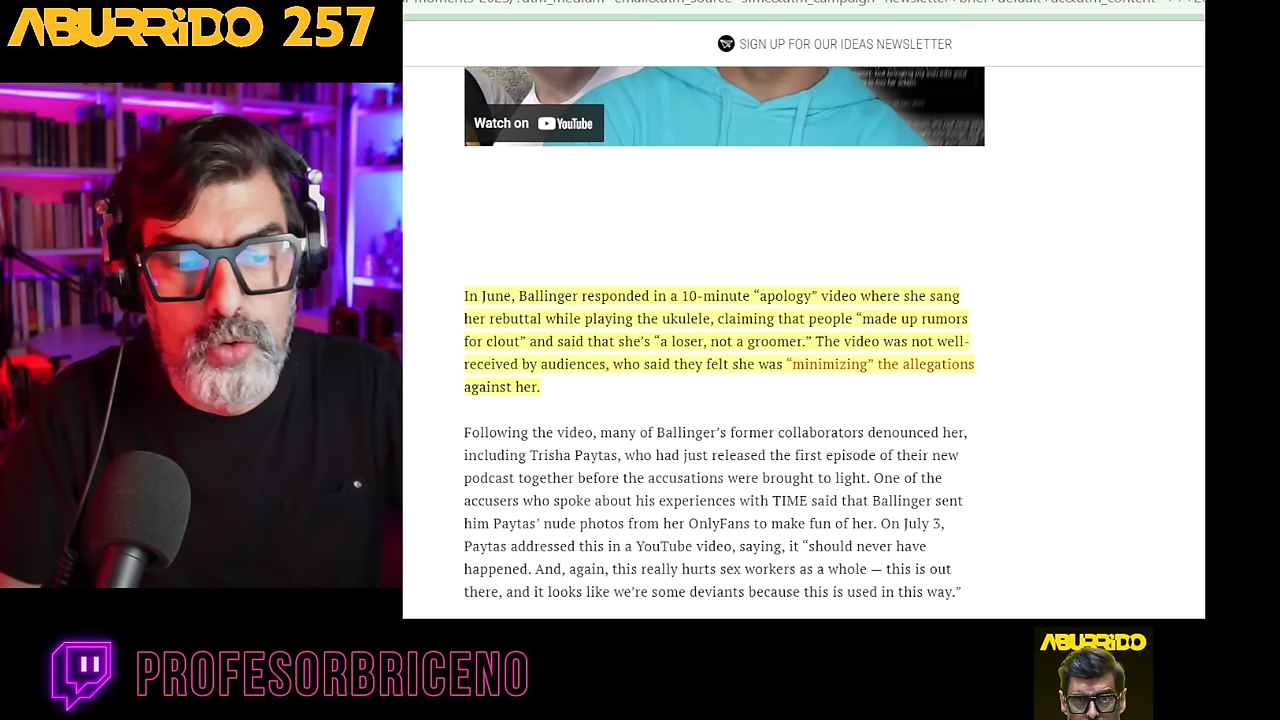 ABURRIDO 257
SIGN UP FOR OUR IDEAS NEWSLETTER
Watch on YouTube
In June, Ballinger responded in a 10-minute “apology” video where she sang
her rebuttal while playing the ukulele, claiming that people “made up rumors
for clout” and said that she’s “a loser, not a groomer.” The video was not well-
received by audiences, who said they felt she was “minimizing” the allegations
against her.
Following the video, many of Ballinger’s former collaborators denounced her,
including Trisha Paytas, who had just released the first episode of their new
podcast together before the accusations were brought to light. One of the
accusers who spoke about his experiences with TIME said that Ballinger sent
him Paytas’ nude photos from her OnlyFans to make fun of her. On July 3,
Paytas addressed this in a YouTube video, saying, it “should never have
happened. And, again, this really hurts sex workers as a whole — this is out
there, and it looks like we’re some deviants because this is used in this way.”
PROFESORBRICENO
ABURRIDO